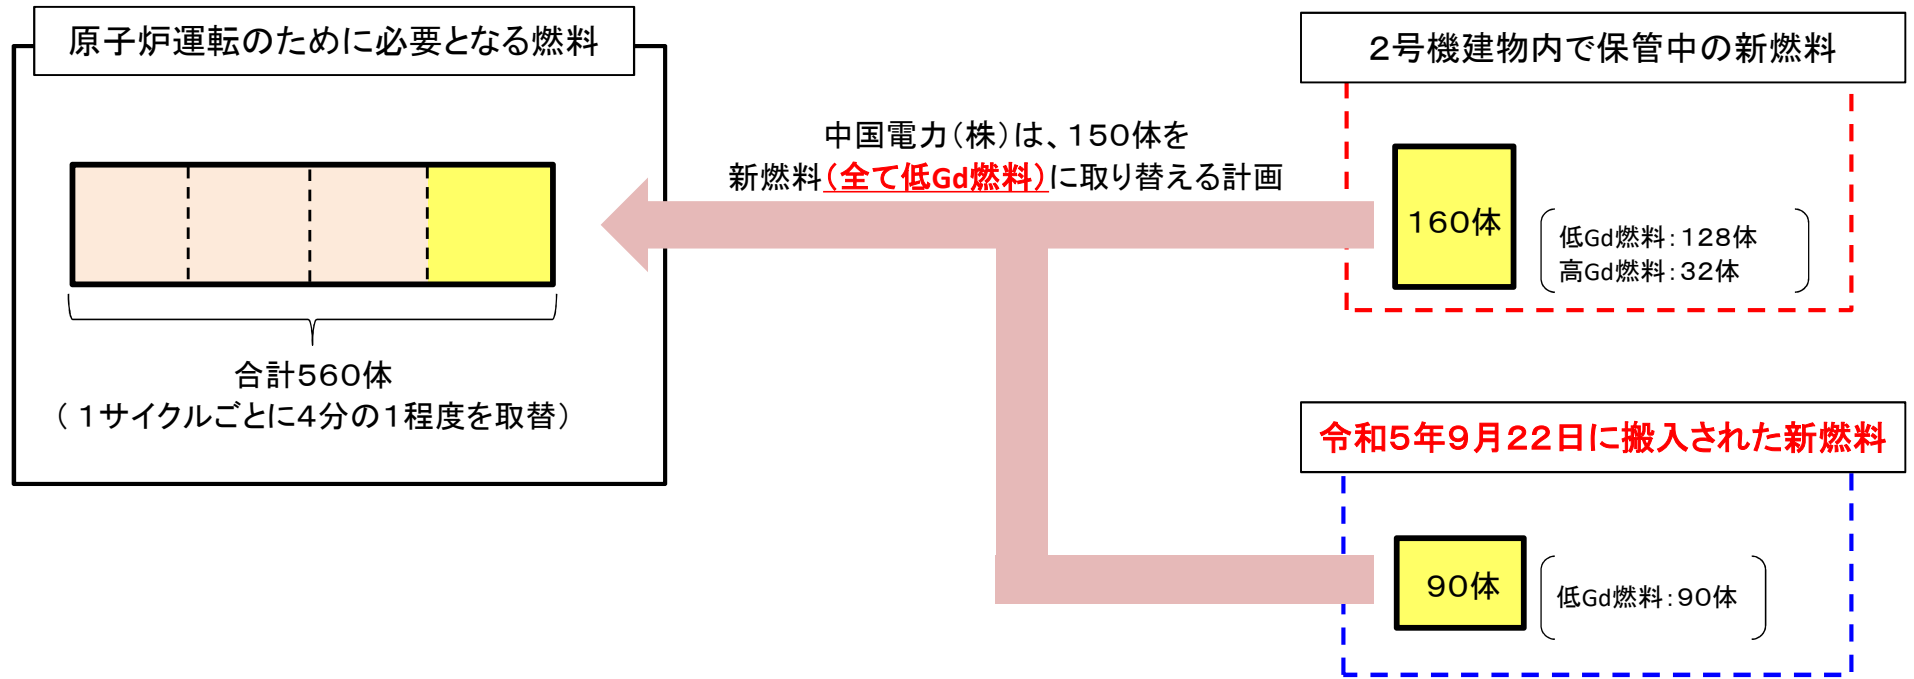 原子炉運転のために必要となる燃料
合計560体
(1サイクルごとに4分の1程度を取替)
中国電力(株)は、150体を
新燃料(全て低Gd燃料)に取り替える計画
2号機建物内で保管中の新燃料
160体
低Gd燃料:128体
高Gd燃料:32体
令和5年9月22日に搬入された新燃料
90体
低Gd燃料:90体